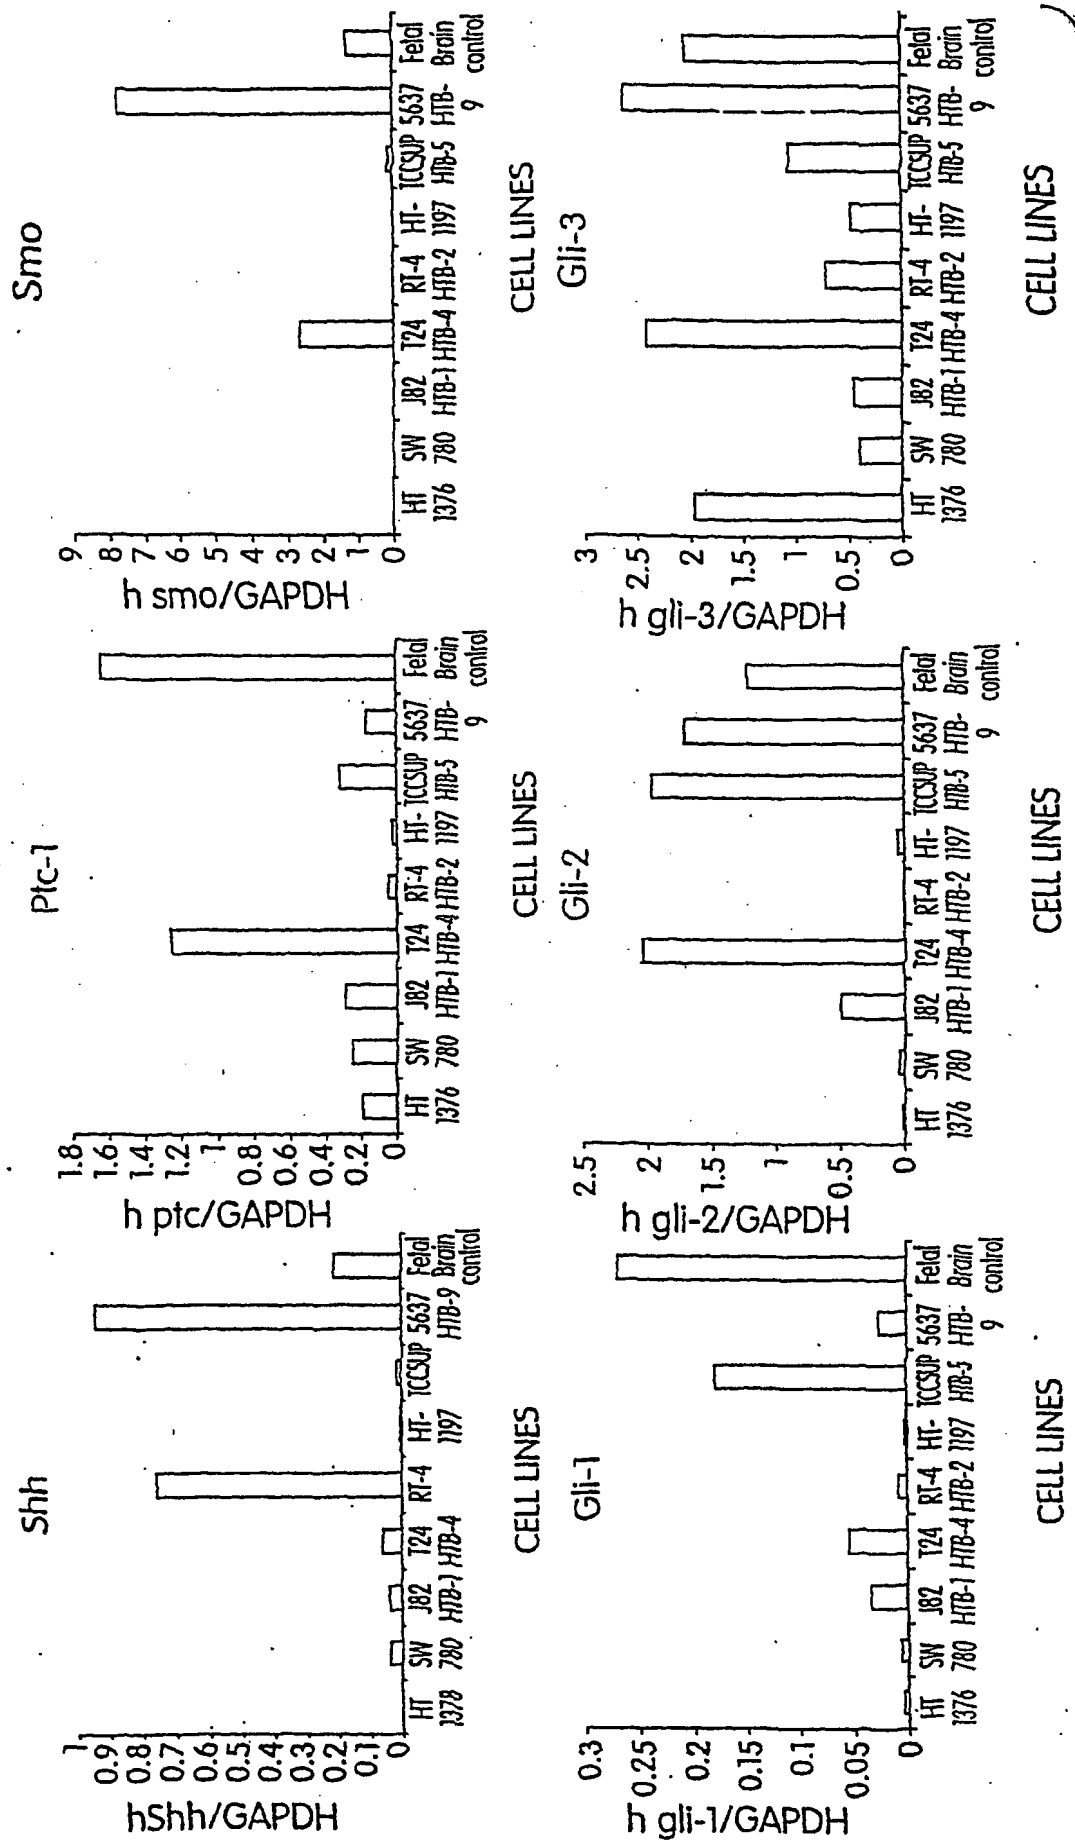 Shh
hShh/GAPDH
1
0.9
0.8
0.7
0.6
0.5
0.4
0.3
0.2
0.1
0
HT SW J82 T24 RT-4 HT- TCCSUP 5637 Fetal
1378 780 HTB-1 HTB-4 1197 HTB-9 Brain
control
CELL LINES
Ptc-1
h ptc/GAPDH
1.8
1.6
1.4
1.2
1
0.8
0.6
0.4
0.2
0
HT SW J82 T24 RT-4 HT- TCCSUP 5637 Fetal
1376 780 HTB-1 HTB-4 HTB-2 1197 HTB-5 HTB- Brain
9 control
CELL LINES
Smo
h smo/GAPDH
9
8
7
6
5
4
3
2
1
0
HT SW J82 T24 RT-4 HT- TCCSUP 5637 Fetal
1376 780 HTB-1 HTB-4 HTB-2 1197 HTB-5 HTB- Brain
9 control
CELL LINES
Gli-1
h gli-1/GAPDH
0.3
0.25
0.2
0.15
0.1
0.05
0
HT SW J82 T24 RT-4 HT- TCCSUP 5637 Fetal
1376 780 HTB-1 HTB-4 HTB-2 1197 HTB-5 HTB- Brain
9 control
CELL LINES
Gli-2
h gli-2/GAPDH
2.5
2
1.5
1
0.5
0
HT SW J82 T24 RT-4 HT- TCCSUP 5637 Fetal
1376 780 HTB-1 HTB-4 HTB-2 1197 HTB-5 HTB- Brain
9 control
CELL LINES
Gli-3
h gli-3/GAPDH
3
2.5
2
1.5
1
0.5
0
HT SW J82 T24 RT-4 HT- TCCSUP 5637 Fetal
1376 780 HTB-1 HTB-4 HTB-2 1197 HTB-5 HTB- Brain
9 control
CELL LINES